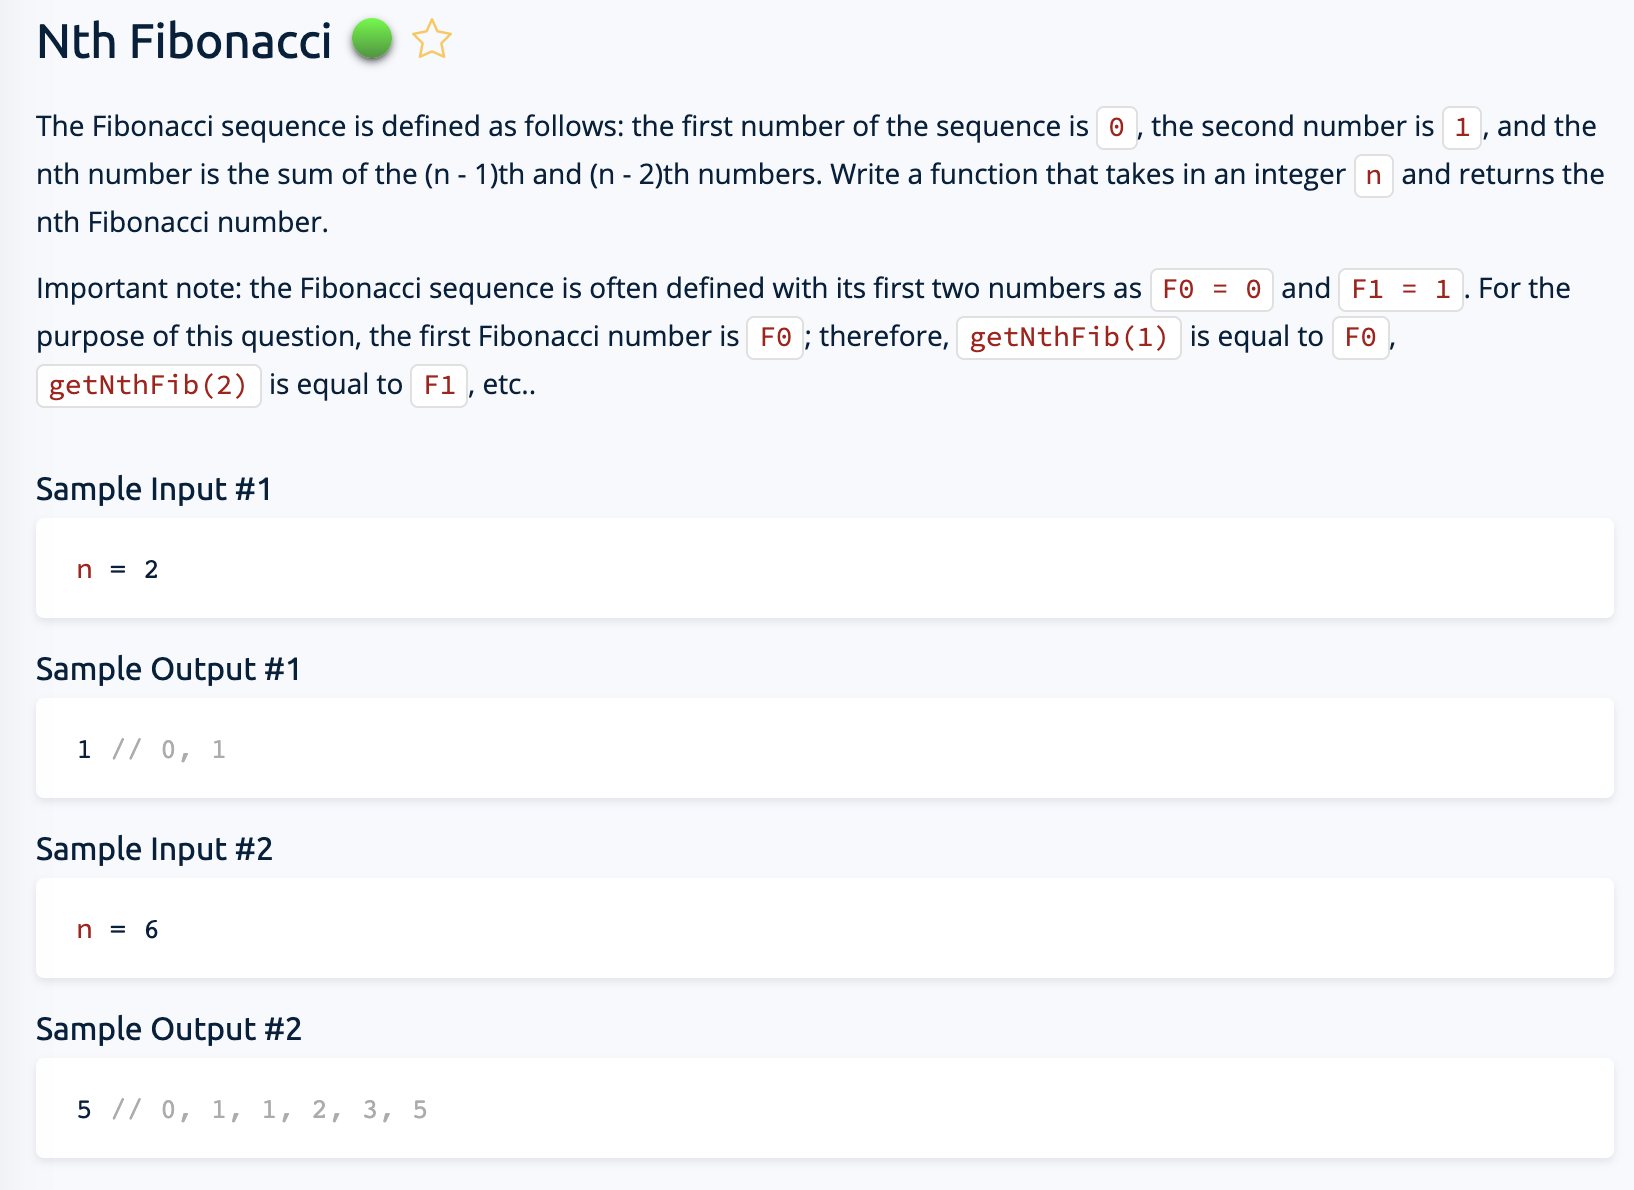 Nth Fibonacci
The Fibonacci sequence is defined as follows: the first number of the sequence is 0, the second number is 1, and the
nth number is the sum of the (n - 1)th and (n - 2)th numbers. Write a function that takes in an integer n and returns the
nth Fibonacci number.
Important note: the Fibonacci sequence is often defined with its first two numbers as F0 = 0 and F1 = 1. For the
purpose of this question, the first Fibonacci number is F0; therefore, getNthFib(1) is equal to F0,
getNthFib(2) is equal to F1, etc..
Sample Input #1
n = 2
Sample Output #1
1 // 0, 1
Sample Input #2
n = 6
Sample Output #2
5 // 0, 1, 1, 2, 3, 5